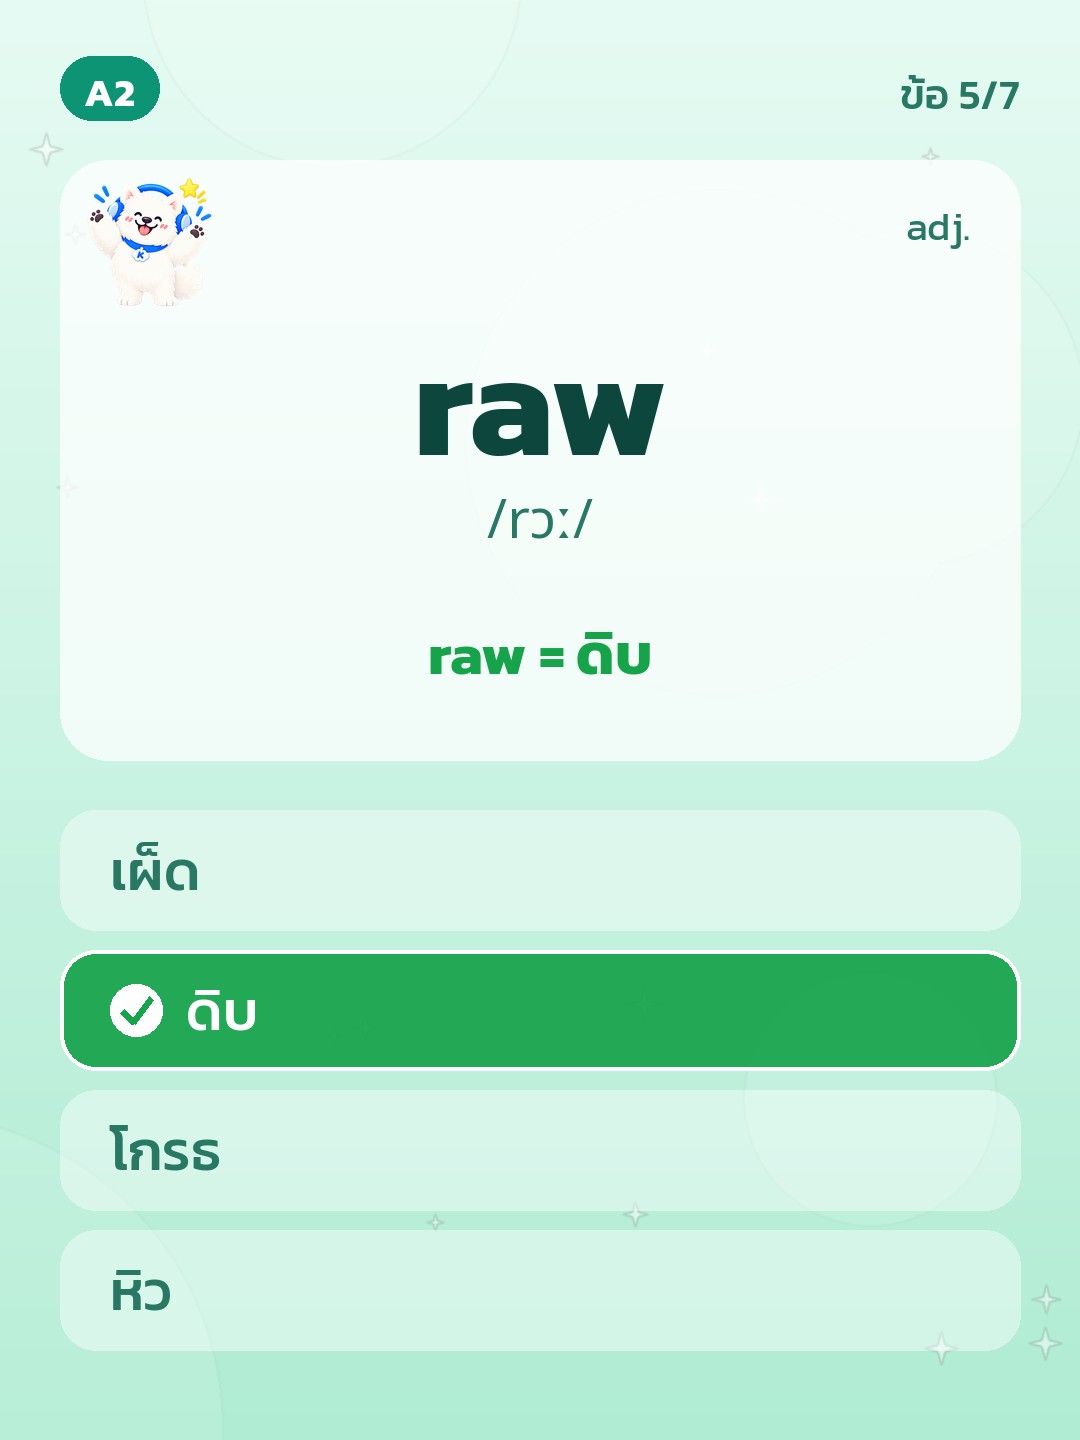 A2
ข้อ 5/7
adj.
K
raw
/rɔː/
raw = ดิบ
เผ็ด
ดิบ
โกรธ
หิว